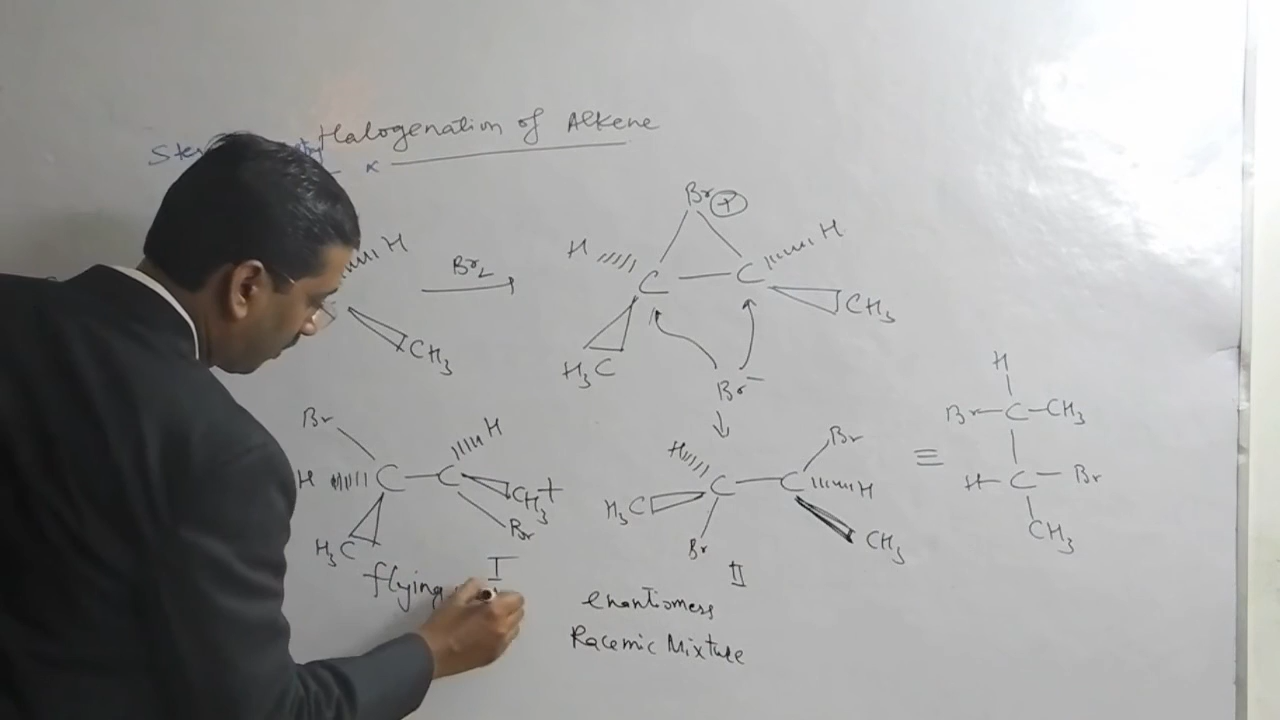 Halogenation of Alkene
H
Br2
CH3
Br +
H C C H
H3C CH3
Br −
Br H
H C C CH3 +
H3C Br
I
flying
H Br
H3C C C H
Br CH3
II
enantiomers
Racemic Mixture
≡
H
Br－C－CH3
H－C－Br
CH3